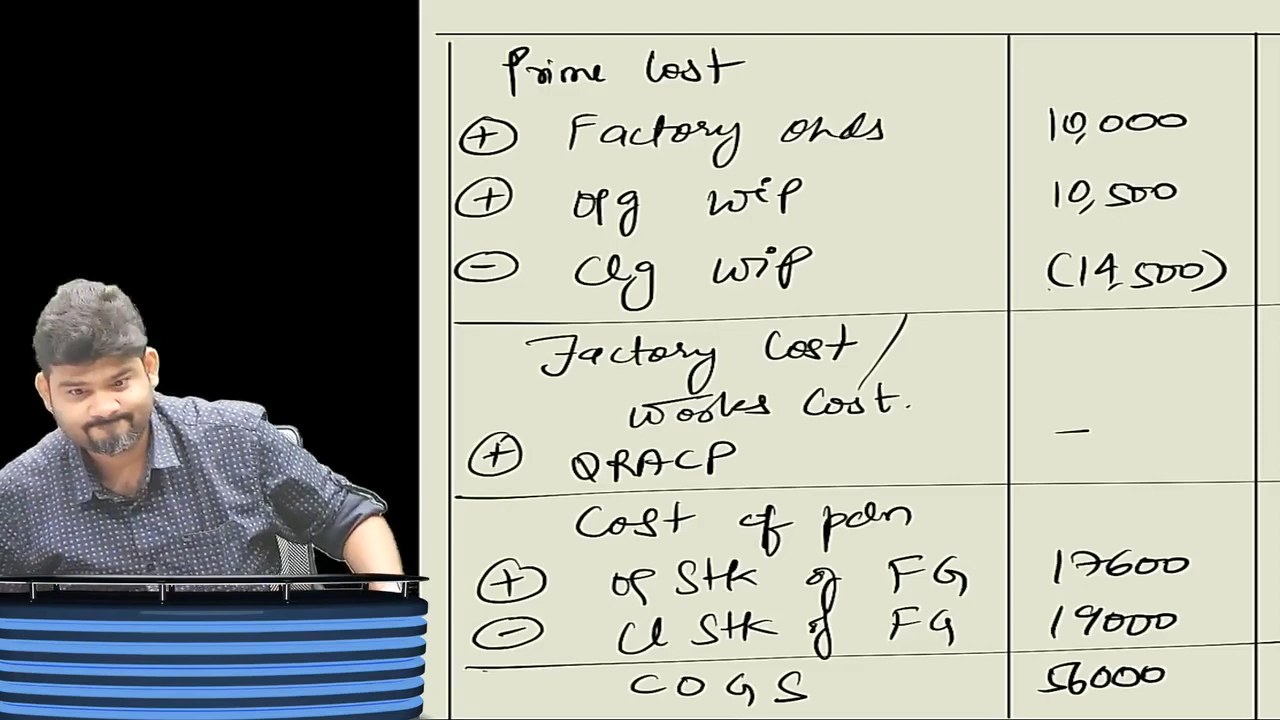 Prime Cost
+ Factory ohds 10,000
+ Opg WIP 10,500
- Clg WIP (14,500)
Factory Cost /
Works Cost.
+ QRACP —
Cost of pdn
+ Op Stk of FG 17600
- Cl Stk of FG 19000
COGS 56000